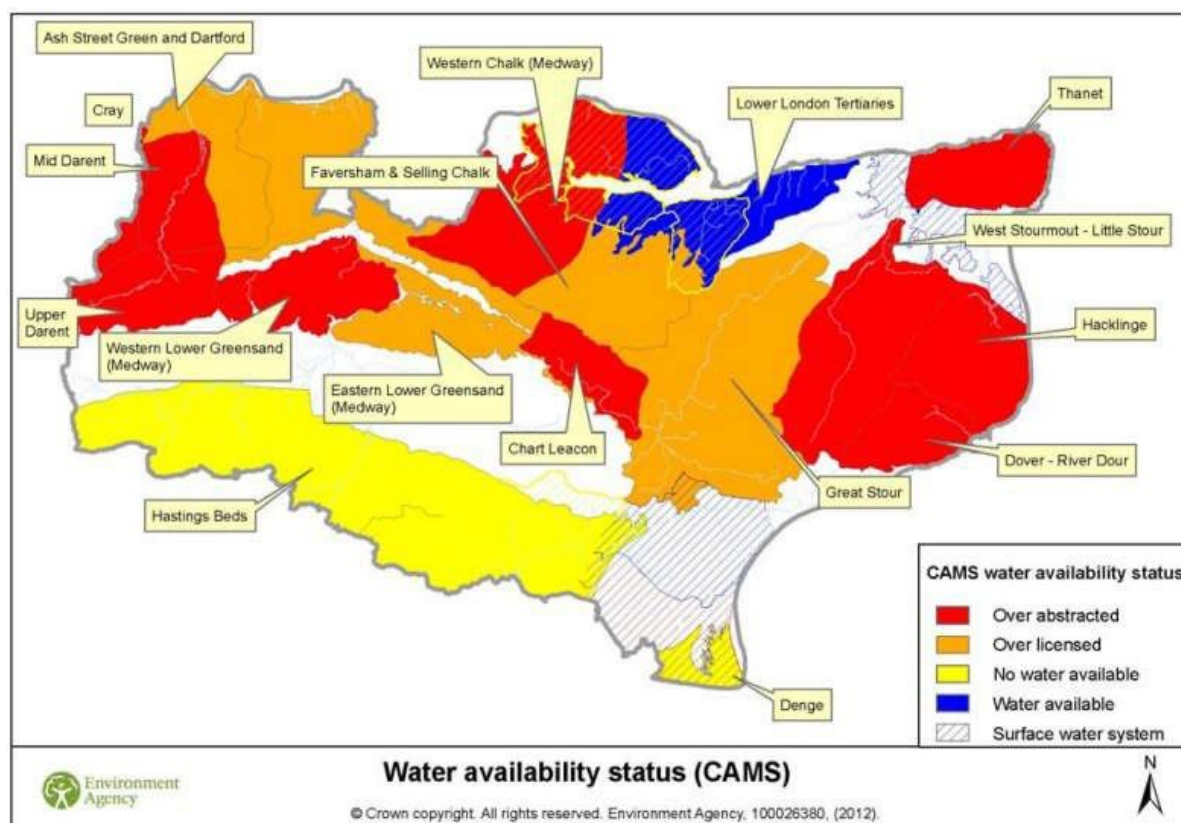 Ash Street Green and Dartford
Western Chalk (Medway)
Lower London Tertiaries
Thanet
Cray
Mid Darent
Faversham & Selling Chalk
West Stourmout - Little Stour
Upper
Darent
Western Lower Greensand
(Medway)
Hacklinge
Eastern Lower Greensand
(Medway)
Chart Leacon
Dover - River Dour
Great Stour
Hastings Beds
Denge
CAMS water availability status
Over abstracted
Over licensed
No water available
Water available
Surface water system
Environment
Agency
Water availability status (CAMS)
© Crown copyright. All rights reserved. Environment Agency, 100026380, (2012).
N